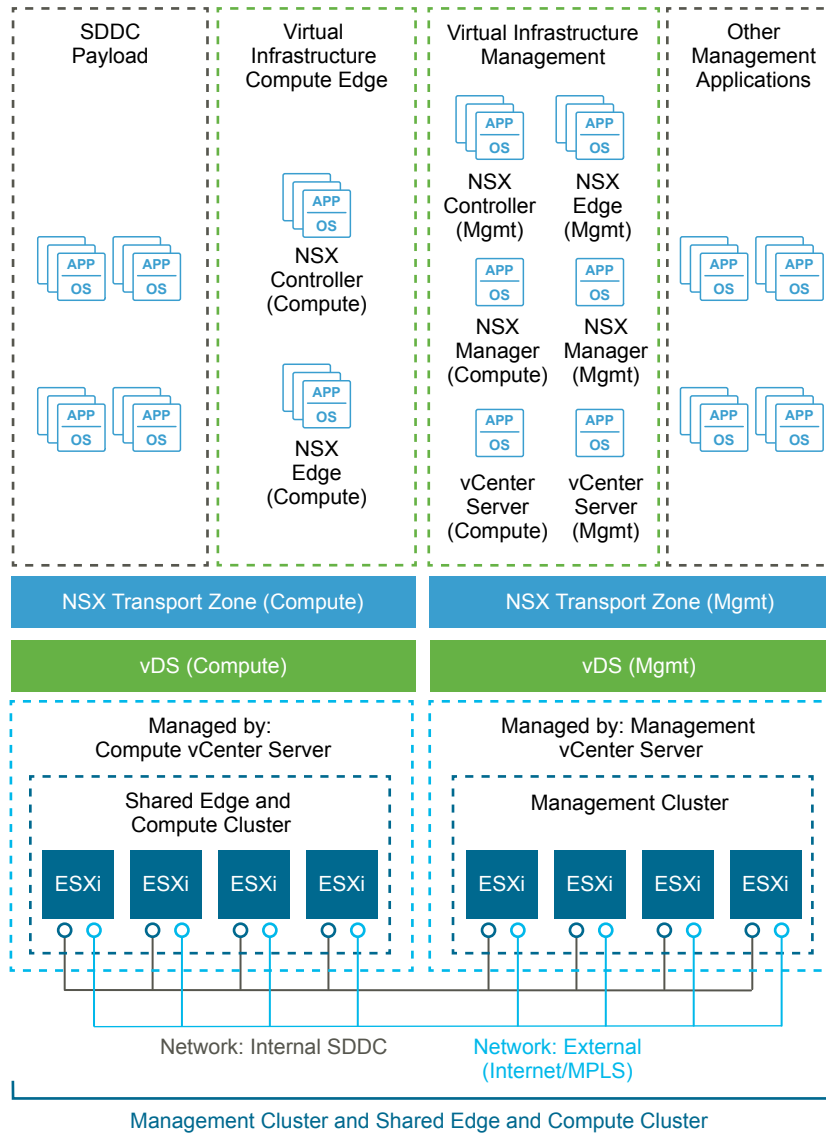 SDDC
Payload
Virtual
Infrastructure
Compute Edge
Virtual Infrastructure
Management
Other
Management
Applications
APP
OS
APP
OS
APP
OS
APP
OS
APP
OS
NSX
Controller
(Compute)
APP
OS
NSX
Edge
(Compute)
APP
OS
NSX
Controller
(Mgmt)
APP
OS
NSX
Edge
(Mgmt)
APP
OS
NSX
Manager
(Compute)
APP
OS
NSX
Manager
(Mgmt)
APP
OS
vCenter
Server
(Compute)
APP
OS
vCenter
Server
(Mgmt)
APP
OS
APP
OS
APP
OS
APP
OS
NSX Transport Zone (Compute)
NSX Transport Zone (Mgmt)
vDS (Compute)
vDS (Mgmt)
Managed by:
Compute vCenter Server
Shared Edge and
Compute Cluster
ESXi
ESXi
ESXi
ESXi
Managed by: Management
vCenter Server
Management Cluster
ESXi
ESXi
ESXi
ESXi
Network: Internal SDDC
Network: External
(Internet/MPLS)
Management Cluster and Shared Edge and Compute Cluster